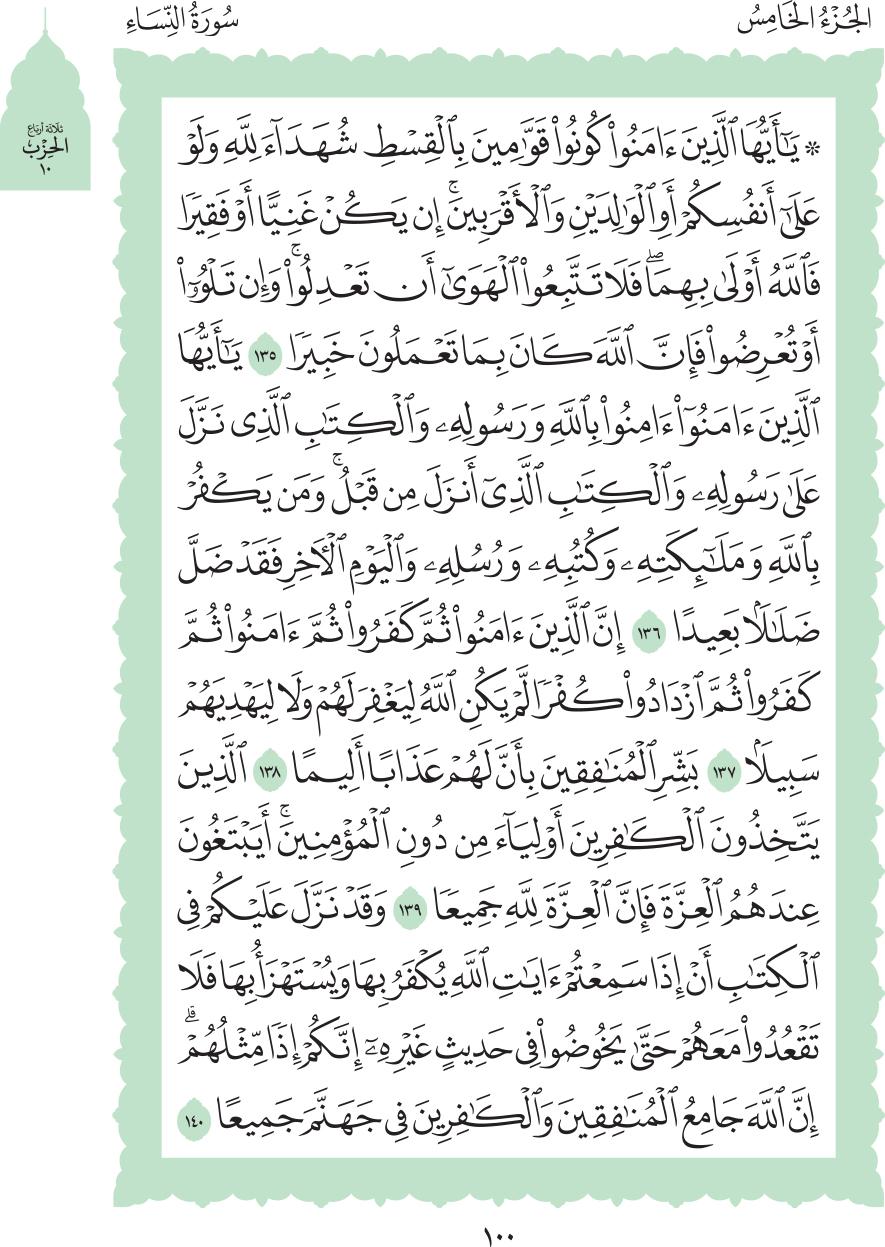 الجُزْءُ الخَامِسُ
سُورَةُ النِّسَاءِ
ثلاثة أرباع
الحِزْب
١٠
۞ يَٰٓأَيُّهَا ٱلَّذِينَ ءَامَنُوا۟ كُونُوا۟ قَوَّٰمِينَ بِٱلْقِسْطِ شُهَدَآءَ لِلَّهِ وَلَوْ
عَلَىٰٓ أَنفُسِكُمْ أَوِ ٱلْوَٰلِدَيْنِ وَٱلْأَقْرَبِينَ ۚ إِن يَكُنْ غَنِيًّا أَوْ فَقِيرًا
فَٱللَّهُ أَوْلَىٰ بِهِمَا ۖ فَلَا تَتَّبِعُوا۟ ٱلْهَوَىٰٓ أَن تَعْدِلُوا۟ ۚ وَإِن تَلْوُۥٓا۟
أَوْ تُعْرِضُوا۟ فَإِنَّ ٱللَّهَ كَانَ بِمَا تَعْمَلُونَ خَبِيرًا ١٣٥ يَٰٓأَيُّهَا
ٱلَّذِينَ ءَامَنُوٓا۟ ءَامِنُوا۟ بِٱللَّهِ وَرَسُولِهِۦ وَٱلْكِتَٰبِ ٱلَّذِى نَزَّلَ
عَلَىٰ رَسُولِهِۦ وَٱلْكِتَٰبِ ٱلَّذِىٓ أَنزَلَ مِن قَبْلُ ۚ وَمَن يَكْفُرْ
بِٱللَّهِ وَمَلَٰٓئِكَتِهِۦ وَكُتُبِهِۦ وَرُسُلِهِۦ وَٱلْيَوْمِ ٱلْءَاخِرِ فَقَدْ ضَلَّ
ضَلَٰلًۢا بَعِيدًا ١٣٦ إِنَّ ٱلَّذِينَ ءَامَنُوا۟ ثُمَّ كَفَرُوا۟ ثُمَّ ءَامَنُوا۟ ثُمَّ
كَفَرُوا۟ ثُمَّ ٱزْدَادُوا۟ كُفْرًا لَّمْ يَكُنِ ٱللَّهُ لِيَغْفِرَ لَهُمْ وَلَا لِيَهْدِيَهُمْ
سَبِيلًۢا ١٣٧ بَشِّرِ ٱلْمُنَٰفِقِينَ بِأَنَّ لَهُمْ عَذَابًا أَلِيمًا ١٣٨ ٱلَّذِينَ
يَتَّخِذُونَ ٱلْكَٰفِرِينَ أَوْلِيَآءَ مِن دُونِ ٱلْمُؤْمِنِينَ ۚ أَيَبْتَغُونَ
عِندَهُمُ ٱلْعِزَّةَ فَإِنَّ ٱلْعِزَّةَ لِلَّهِ جَمِيعًا ١٣٩ وَقَدْ نَزَّلَ عَلَيْكُمْ فِى
ٱلْكِتَٰبِ أَنْ إِذَا سَمِعْتُمْ ءَايَٰتِ ٱللَّهِ يُكْفَرُ بِهَا وَيُسْتَهْزَأُ بِهَا فَلَا
تَقْعُدُوا۟ مَعَهُمْ حَتَّىٰ يَخُوضُوا۟ فِى حَدِيثٍ غَيْرِهِۦٓ ۚ إِنَّكُمْ إِذًا مِّثْلُهُمْ ۗ
إِنَّ ٱللَّهَ جَامِعُ ٱلْمُنَٰفِقِينَ وَٱلْكَٰفِرِينَ فِى جَهَنَّمَ جَمِيعًا ١٤٠
١٠٠